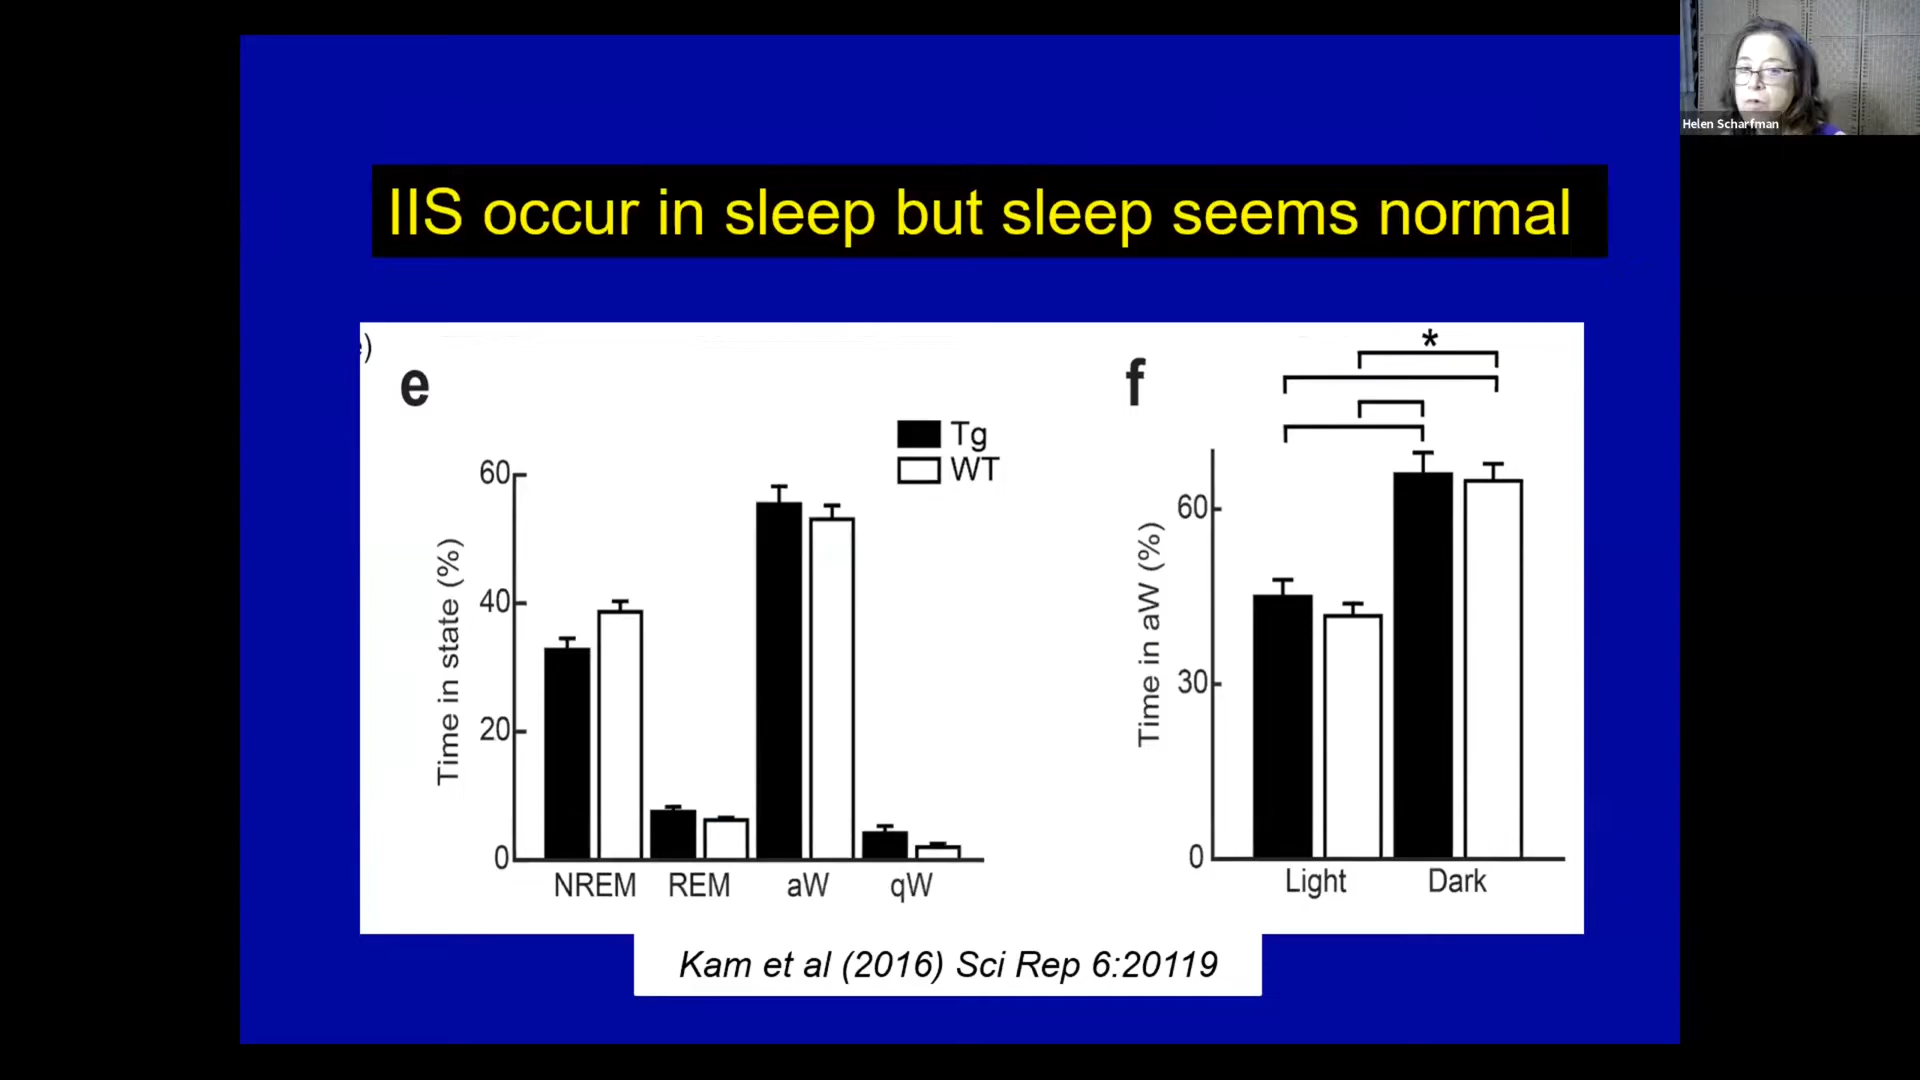 Helen Scharfman
IIS occur in sleep but sleep seems normal
)
e
Tg
WT
Time in state (%)
60
40
20
0
NREM
REM
aW
qW
f
*
Time in aW (%)
60
30
0
Light
Dark
Kam et al (2016) Sci Rep 6:20119